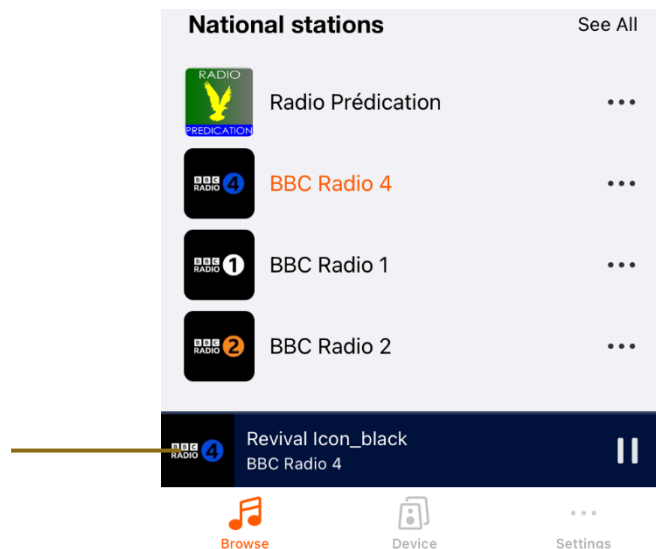 National stations See All
RADIO
PREDICATION
Radio Prédication
BBC
RADIO 4
BBC Radio 4
BBC
RADIO 1
BBC Radio 1
BBC
RADIO 2
BBC Radio 2
BBC
RADIO 4
Revival Icon_black
BBC Radio 4
Browse Device Settings